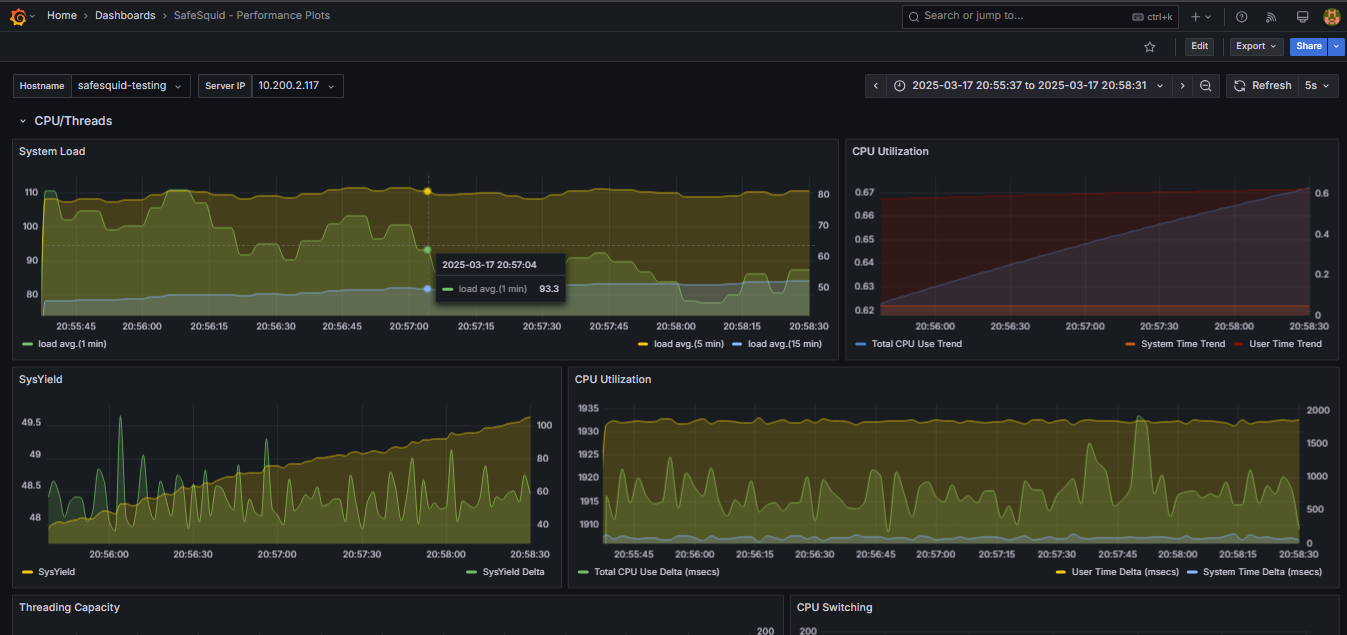 Home › Dashboards › SafeSquid - Performance Plots
Search or jump to... ctrl+k
Edit Export Share
Hostname safesquid-testing Server IP 10.200.2.117
2025-03-17 20:55:37 to 2025-03-17 20:58:31 Refresh 5s
CPU/Threads
System Load
110
100
90
80
80
70
60
50
2025-03-17 20:57:04
load avg.(1 min) 93.3
20:55:45 20:56:00 20:56:15 20:56:30 20:56:45 20:57:00 20:57:15 20:57:30 20:57:45 20:58:00 20:58:15 20:58:30
load avg.(1 min) load avg.(5 min) load avg.(15 min)
CPU Utilization
0.67
0.66
0.65
0.64
0.63
0.62
0.6
0.4
0.2
0
20:56:00 20:56:30 20:57:00 20:57:30 20:58:00 20:58:30
Total CPU Use Trend System Time Trend User Time Trend
SysYield
49.5
49
48.5
48
100
80
60
40
20:56:00 20:56:30 20:57:00 20:57:30 20:58:00 20:58:30
SysYield SysYield Delta
CPU Utilization
1935
1930
1925
1920
1915
1910
2000
1500
1000
500
0
20:55:45 20:56:00 20:56:15 20:56:30 20:56:45 20:57:00 20:57:15 20:57:30 20:57:45 20:58:00 20:58:15 20:58:30
Total CPU Use Delta (msecs) User Time Delta (msecs) System Time Delta (msecs)
Threading Capacity
200
CPU Switching
200